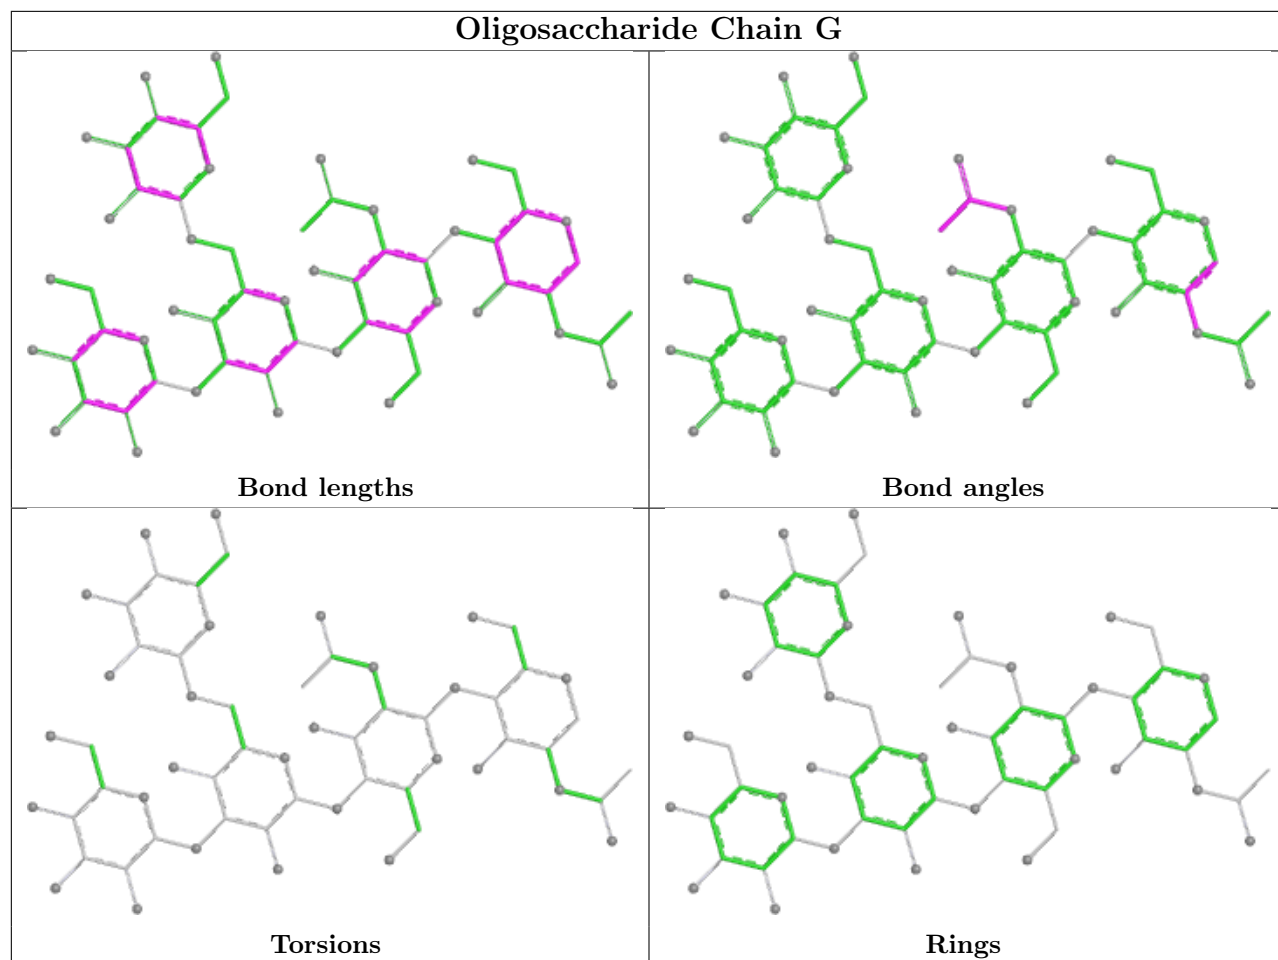 Oligosaccharide Chain G
Bond lengths
Bond angles
Torsions
Rings